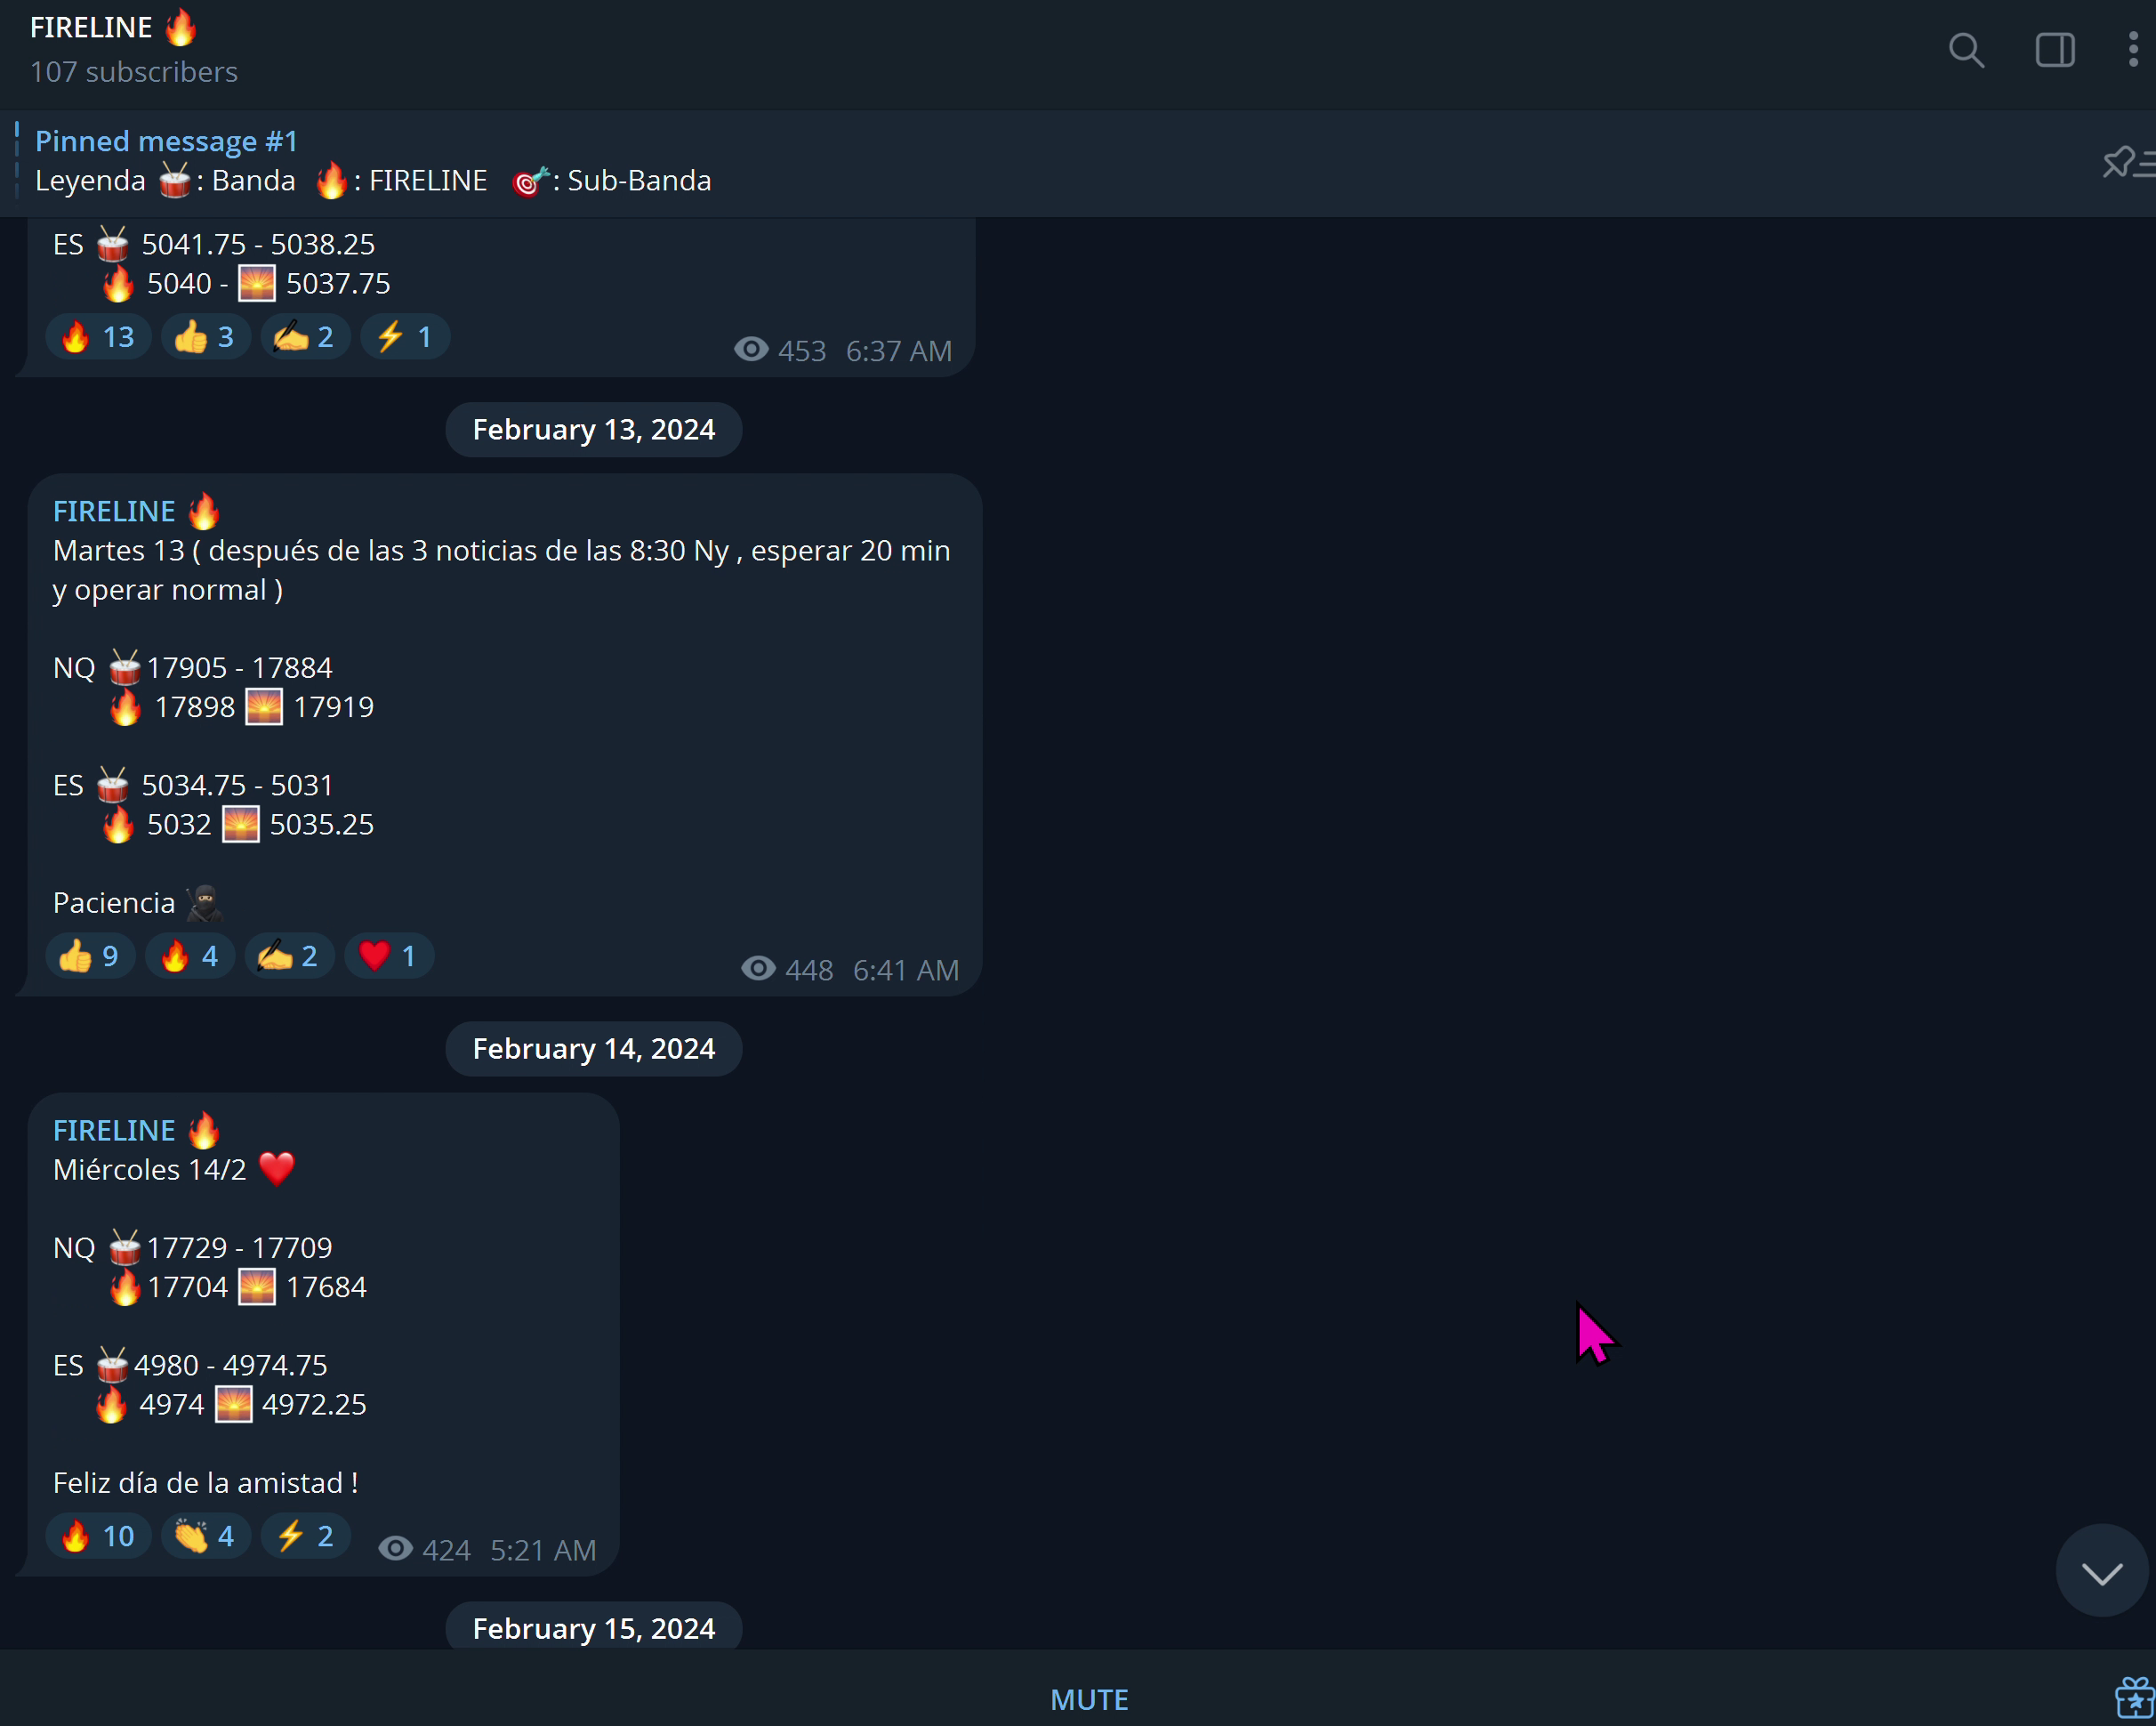 FIRELINE 🔥
107 subscribers
Pinned message #1
Leyenda 🥁: Banda 🔥: FIRELINE 🎯: Sub-Banda
ES 🥁 5041.75 - 5038.25
🔥 5040 - 🌅 5037.75
🔥 13 👍 3 ✍️ 2 ⚡ 1 453 6:37 AM
February 13, 2024
FIRELINE 🔥
Martes 13 ( después de las 3 noticias de las 8:30 Ny , esperar 20 min
y operar normal )
NQ 🥁17905 - 17884
🔥 17898 🌅 17919
ES 🥁 5034.75 - 5031
🔥 5032 🌅 5035.25
Paciencia 🥷
👍 9 🔥 4 ✍️ 2 ❤️ 1 448 6:41 AM
February 14, 2024
FIRELINE 🔥
Miércoles 14/2 ❤️
NQ 🥁17729 - 17709
🔥17704 🌅 17684
ES 🥁4980 - 4974.75
🔥 4974 🌅 4972.25
Feliz día de la amistad !
🔥 10 👏 4 ⚡ 2 424 5:21 AM
February 15, 2024
MUTE